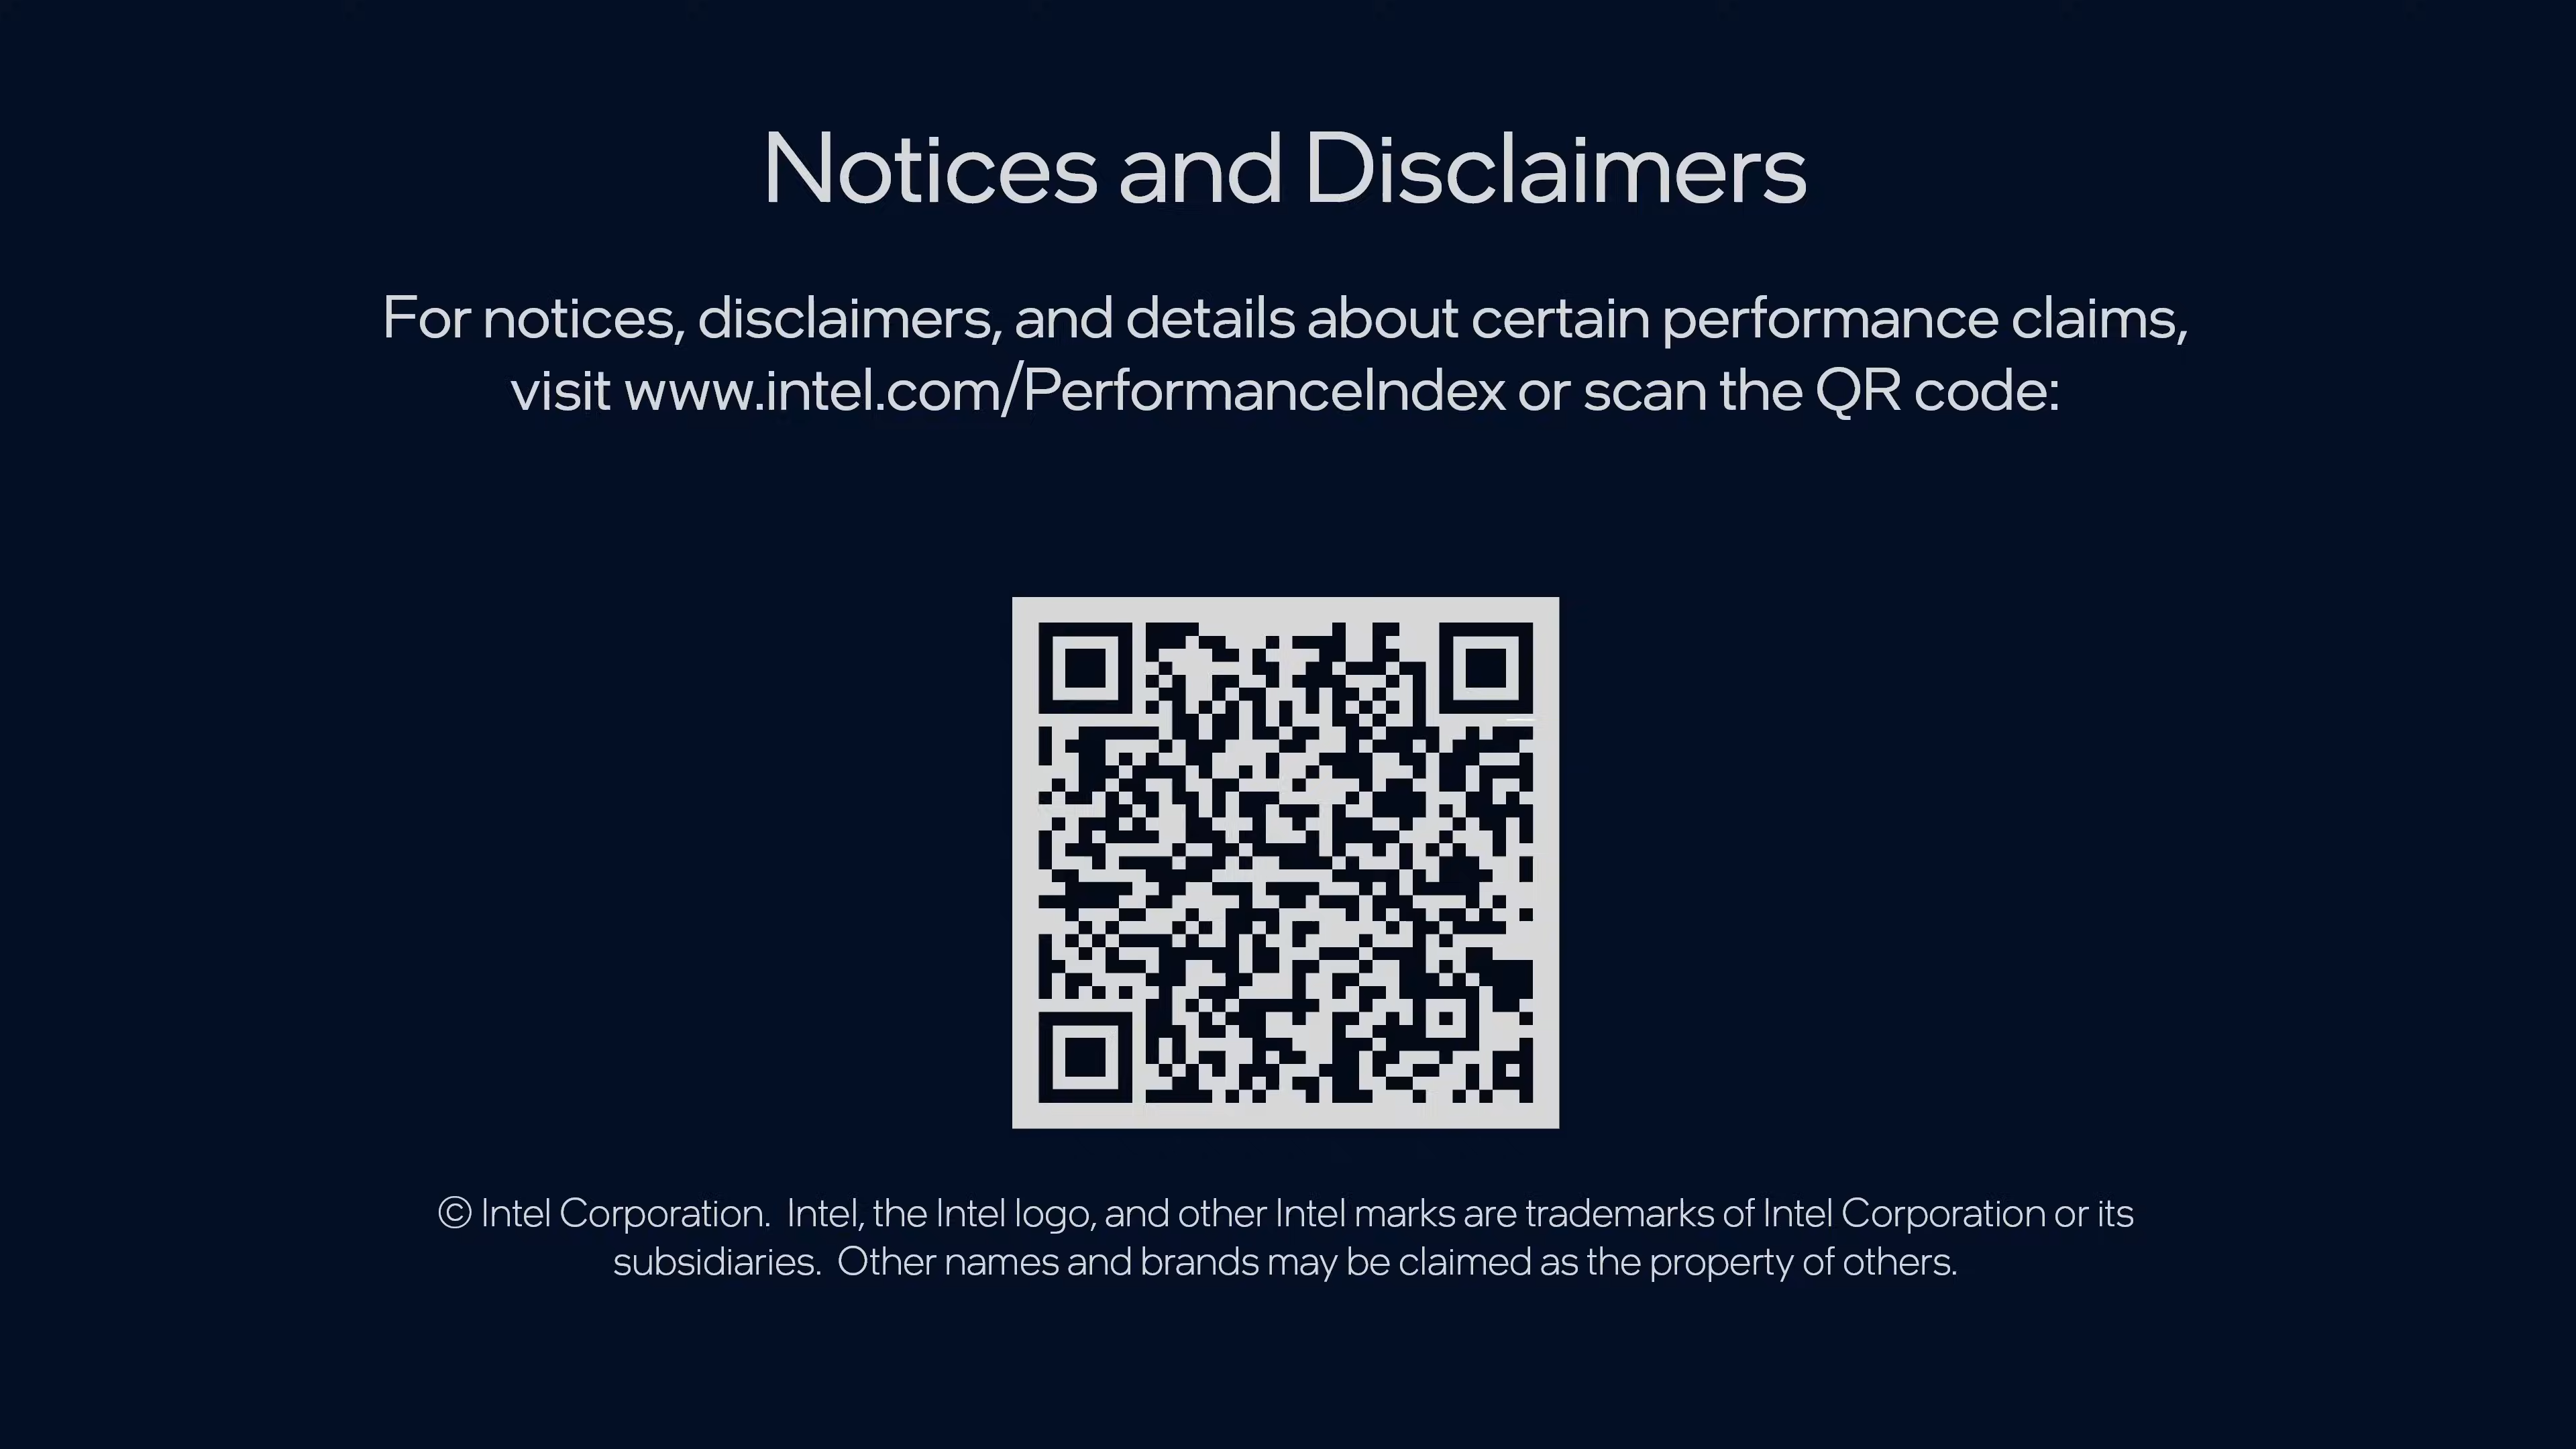 Notices and Disclaimers
For notices, disclaimers, and details about certain performance claims,
visit www.intel.com/PerformanceIndex or scan the QR code:
© Intel Corporation.  Intel, the Intel logo, and other Intel marks are trademarks of Intel Corporation or its
subsidiaries.  Other names and brands may be claimed as the property of others.